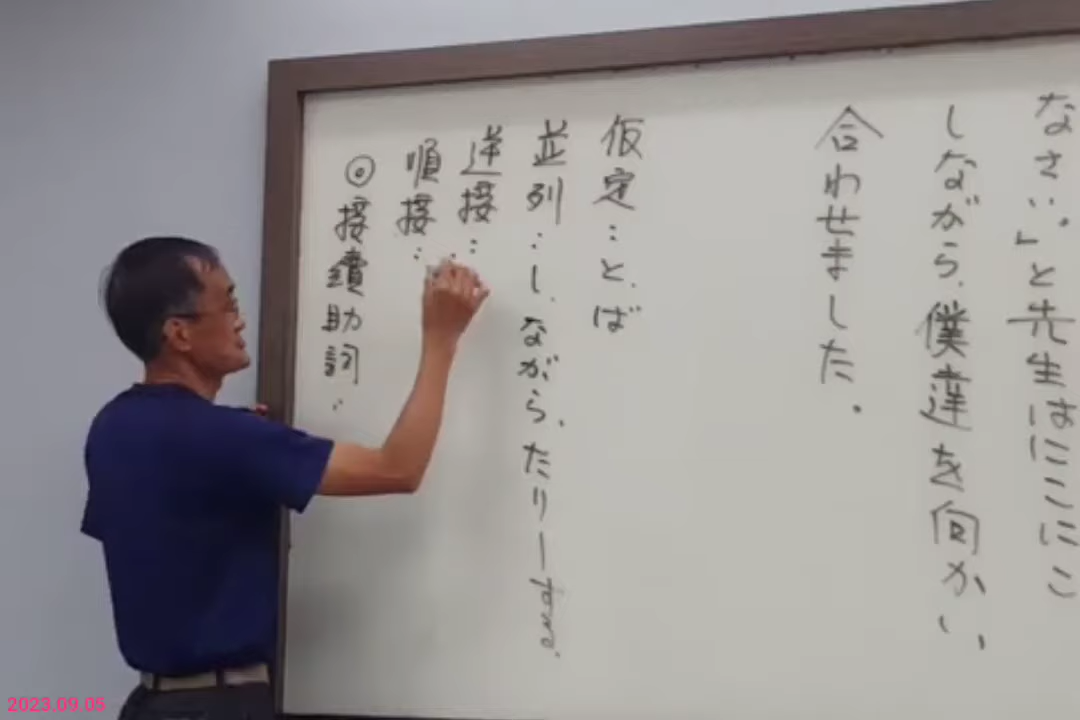 なさい。」と先生はにこにこ
しながら、僕達を向かい
合わせました。
仮定…と、ば
並列…し、ながら、たりーする。
逆接…
順接…
◎接続助詞…
2023.09.05